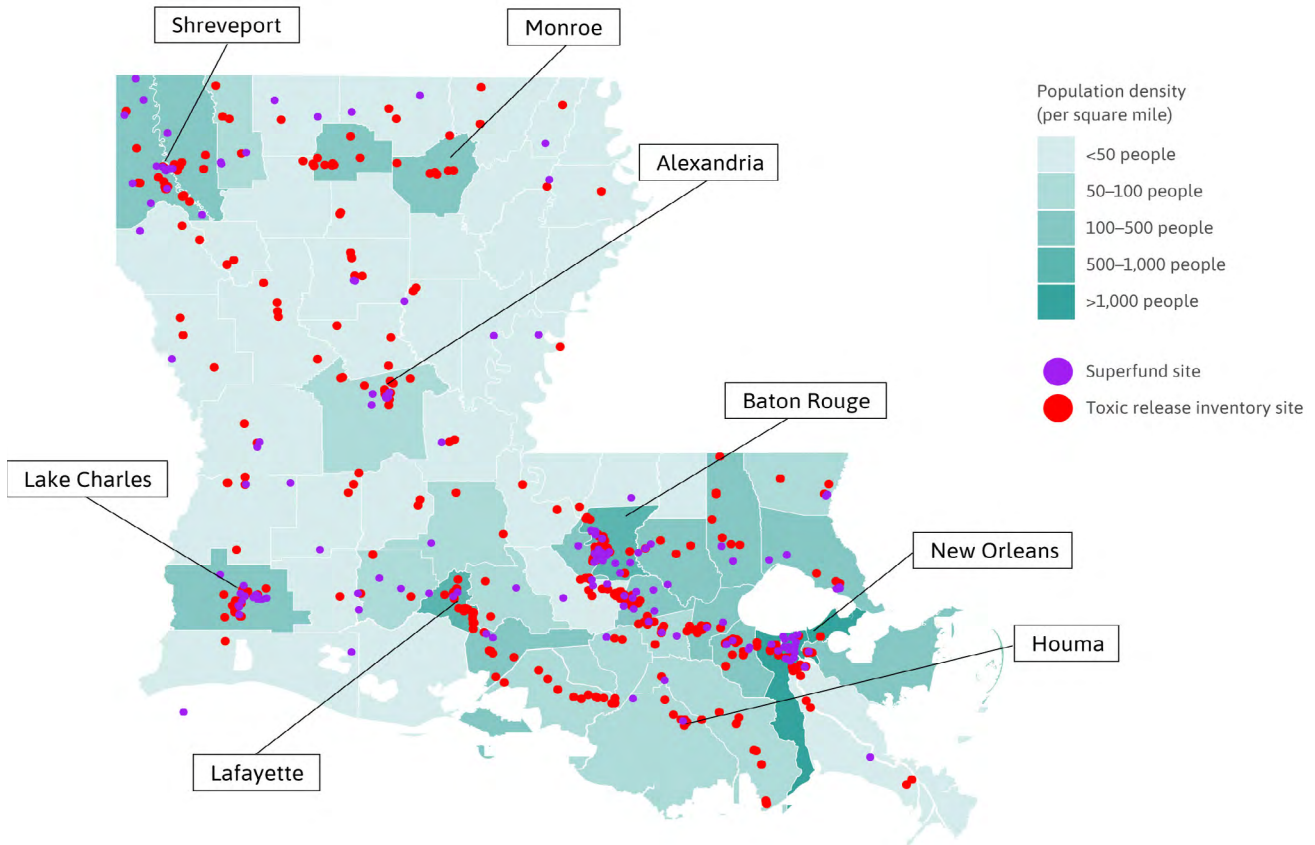 Shreveport
Monroe
Population density
(per square mile)
<50 people
50–100 people
100–500 people
500–1,000 people
>1,000 people
Alexandria
Superfund site
Toxic release inventory site
Baton Rouge
Lake Charles
New Orleans
Houma
Lafayette